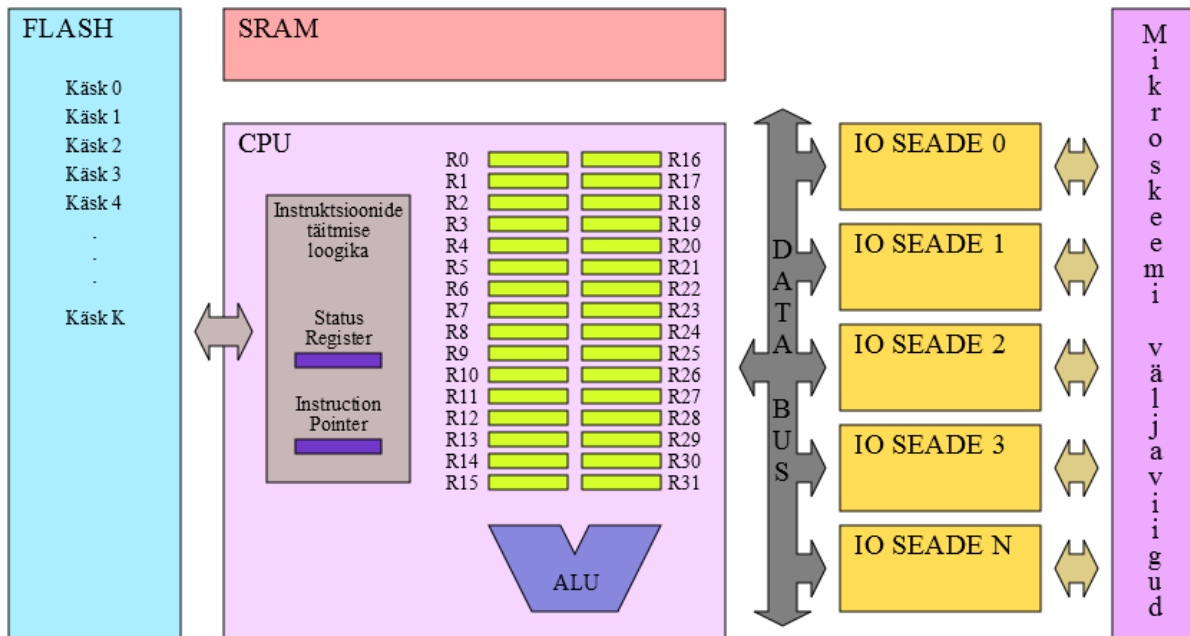 FLASH
Käsk 0
Käsk 1
Käsk 2
Käsk 3
Käsk 4
.
.
.
Käsk K
SRAM
CPU
Instruktsioonide
täitmise
loogika
Status
Register
Instruction
Pointer
R0
R1
R2
R3
R4
R5
R6
R7
R8
R9
R10
R11
R12
R13
R14
R15
R16
R17
R18
R19
R20
R21
R22
R23
R24
R25
R26
R27
R28
R29
R30
R31
ALU
DATA BUS
IO SEADE 0
IO SEADE 1
IO SEADE 2
IO SEADE 3
IO SEADE N
Mikroskeemi väljaviigud